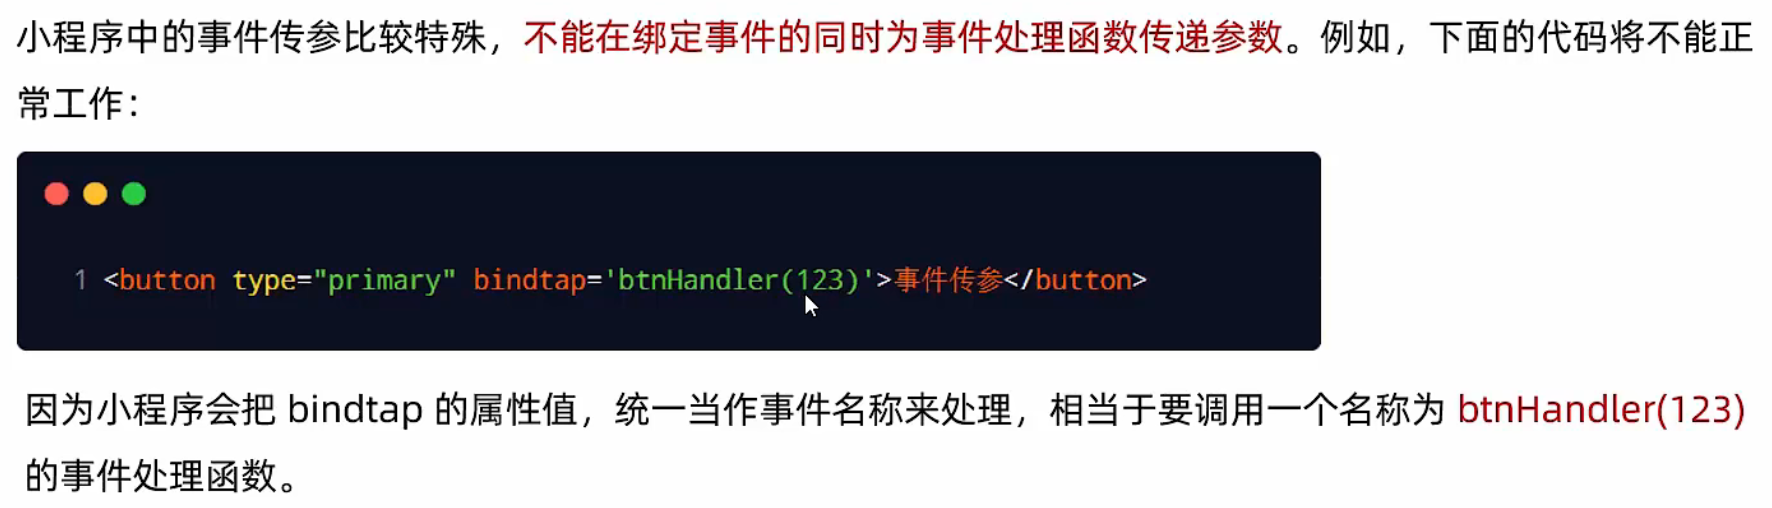 小程序中的事件传参比较特殊，不能在绑定事件的同时为事件处理函数传递参数。例如，下面的代码将不能正
常工作：
1 <button type="primary" bindtap='btnHandler(123)'>事件传参</button>
因为小程序会把 bindtap 的属性值，统一当作事件名称来处理，相当于要调用一个名称为 btnHandler(123)
的事件处理函数。